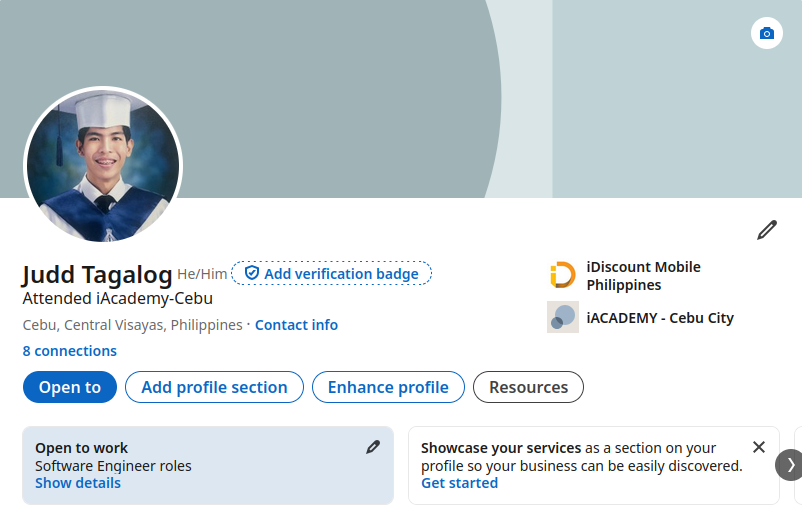 Judd Tagalog He/Him Add verification badge
Attended iAcademy-Cebu
Cebu, Central Visayas, Philippines · Contact info
8 connections
iDiscount Mobile
Philippines
iACADEMY - Cebu City
Open to Add profile section Enhance profile Resources
Open to work
Software Engineer roles
Show details
Showcase your services as a section on your
profile so your business can be easily discovered.
Get started